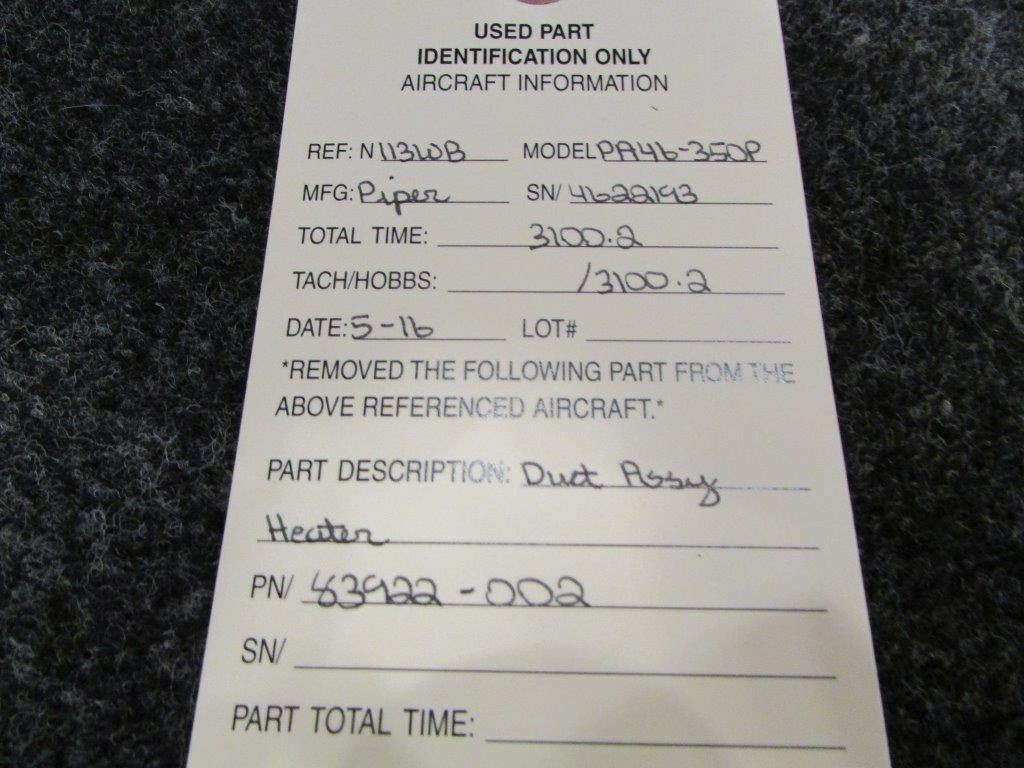 USED PART
IDENTIFICATION ONLY
AIRCRAFT INFORMATION
REF: N 113WB MODEL PA46-350P
MFG: Piper SN/ 4622193
TOTAL TIME: 3100.2
TACH/HOBBS: /3100.2
DATE: 5-16 LOT#
*REMOVED THE FOLLOWING PART FROM THE
ABOVE REFERENCED AIRCRAFT.*
PART DESCRIPTION: Duct Assy
Heater
PN/ 83922-002
SN/
PART TOTAL TIME: